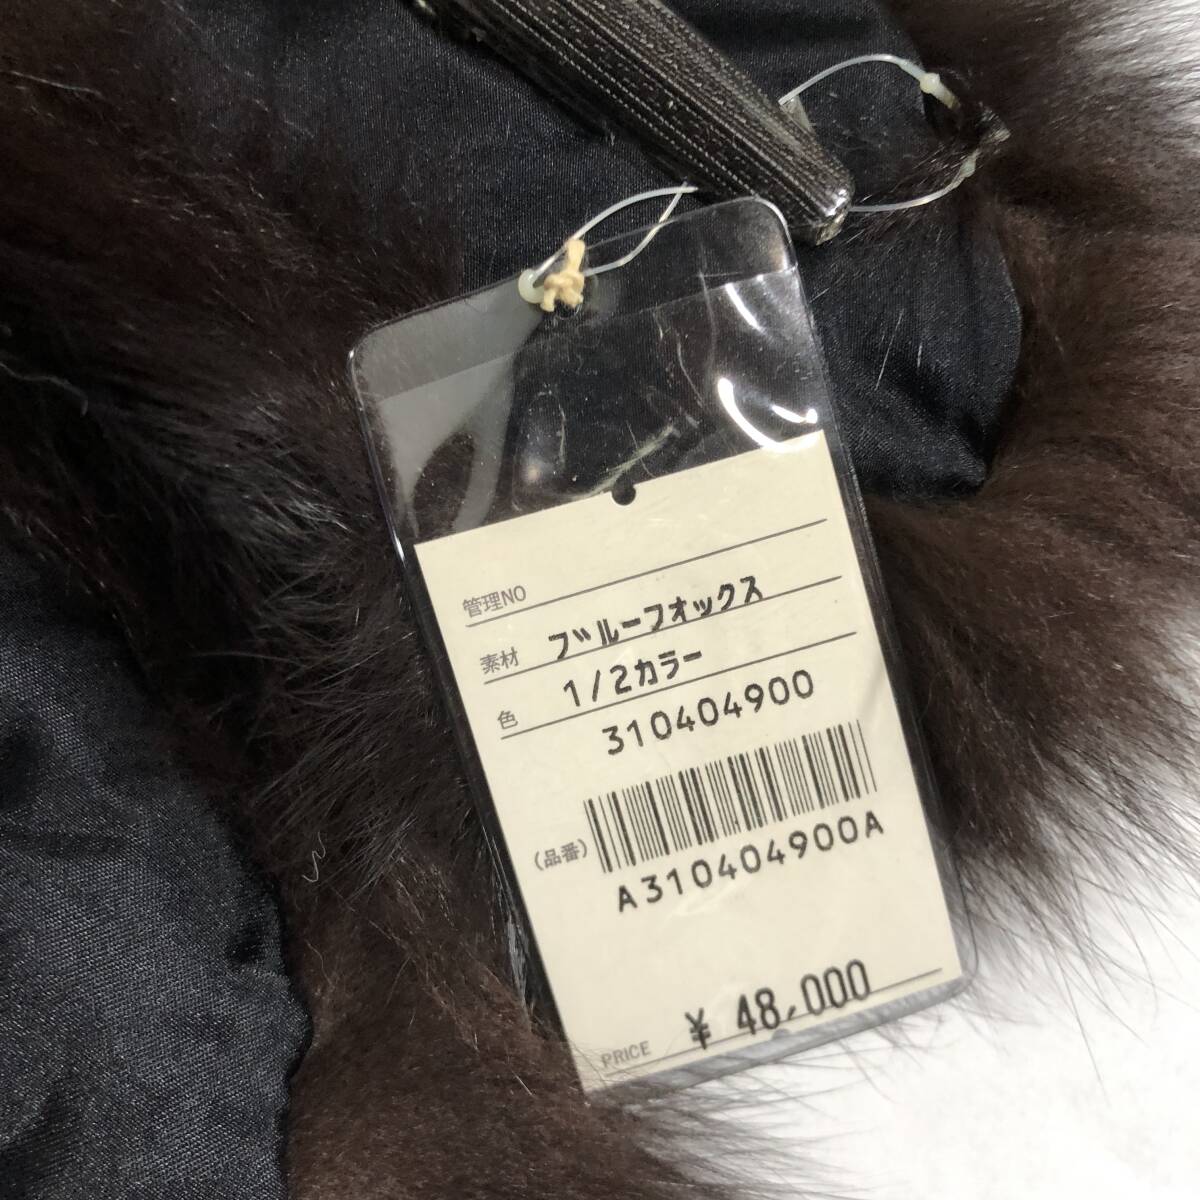 管理NO
素材 ブルーフオックス
1/2カラー
色
310404900
(品番)
A310404900A
PRICE ¥ 48,000